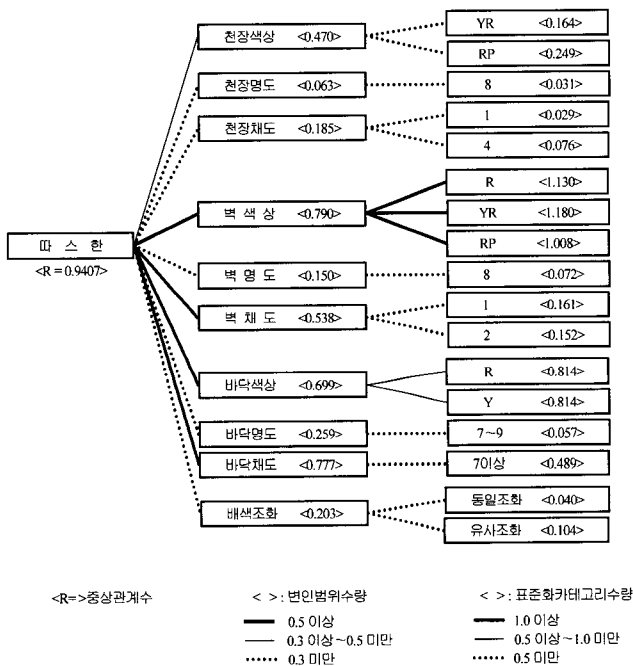 천장색상 <0.470>
YR <0.164>
RP <0.249>
천장명도 <0.063>
8 <0.031>
천장채도 <0.185>
1 <0.029>
4 <0.076>
벽 색 상 <0.790>
R <1.130>
YR <1.180>
RP <1.008>
따 스 한
<R = 0.9407>
벽 명 도 <0.150>
8 <0.072>
벽 채 도 <0.538>
1 <0.161>
2 <0.152>
바닥색상 <0.699>
R <0.814>
Y <0.814>
바닥명도 <0.259>
7~9 <0.057>
바닥채도 <0.777>
7이상 <0.489>
배색조화 <0.203>
동일조화 <0.040>
유사조화 <0.104>
<R=>중상관계수
< > : 변인범위수량
0.5 이상
0.3 이상~0.5 미만
0.3 미만
< > : 표준화카테고리수량
1.0 이상
0.5 이상~1.0 미만
0.5 미만